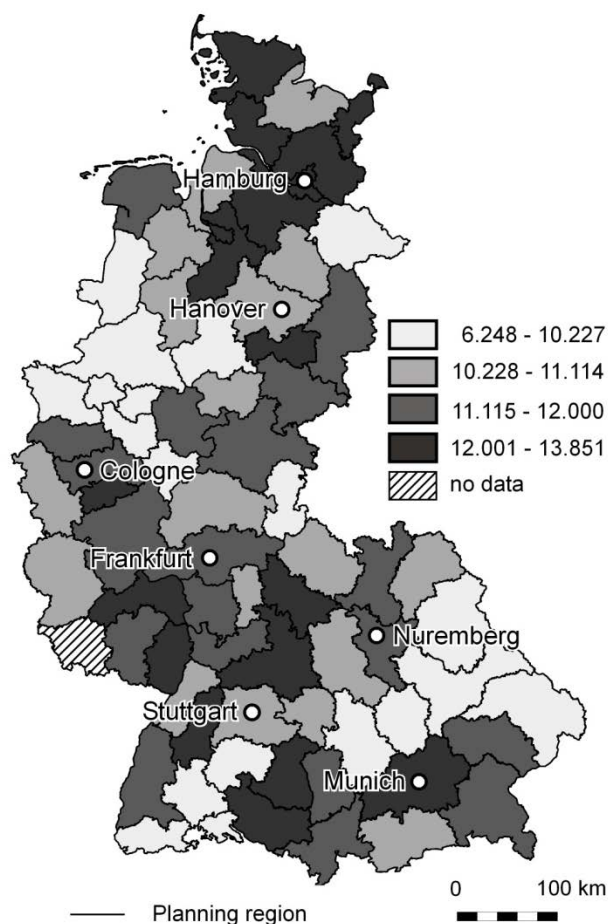 Hamburg
Hanover
6.248 - 10.227
10.228 - 11.114
11.115 - 12.000
12.001 - 13.851
no data
Cologne
Frankfurt
Nuremberg
Stuttgart
Munich
0 100 km
Planning region